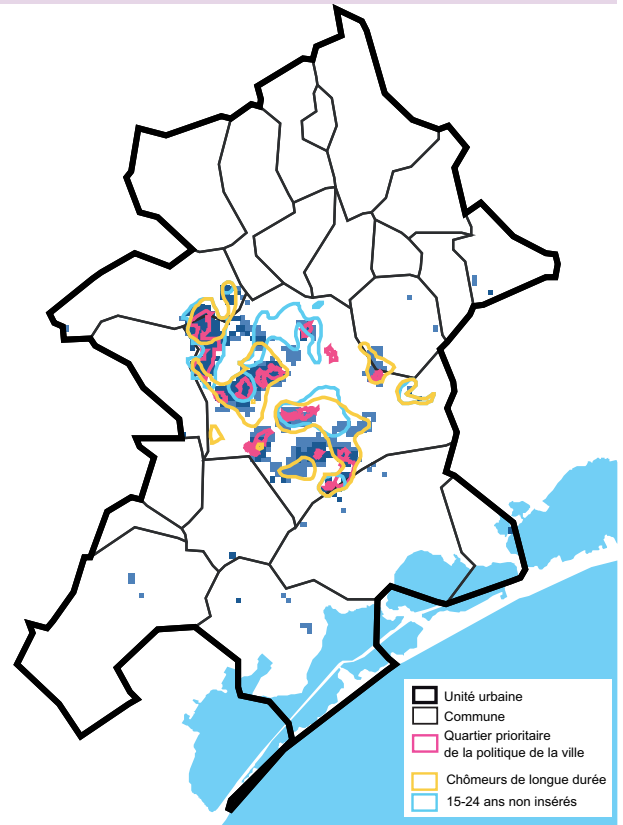 Unité urbaine
Commune
Quartier prioritaire
de la politique de la ville
Chômeurs de longue durée
15-24 ans non insérés